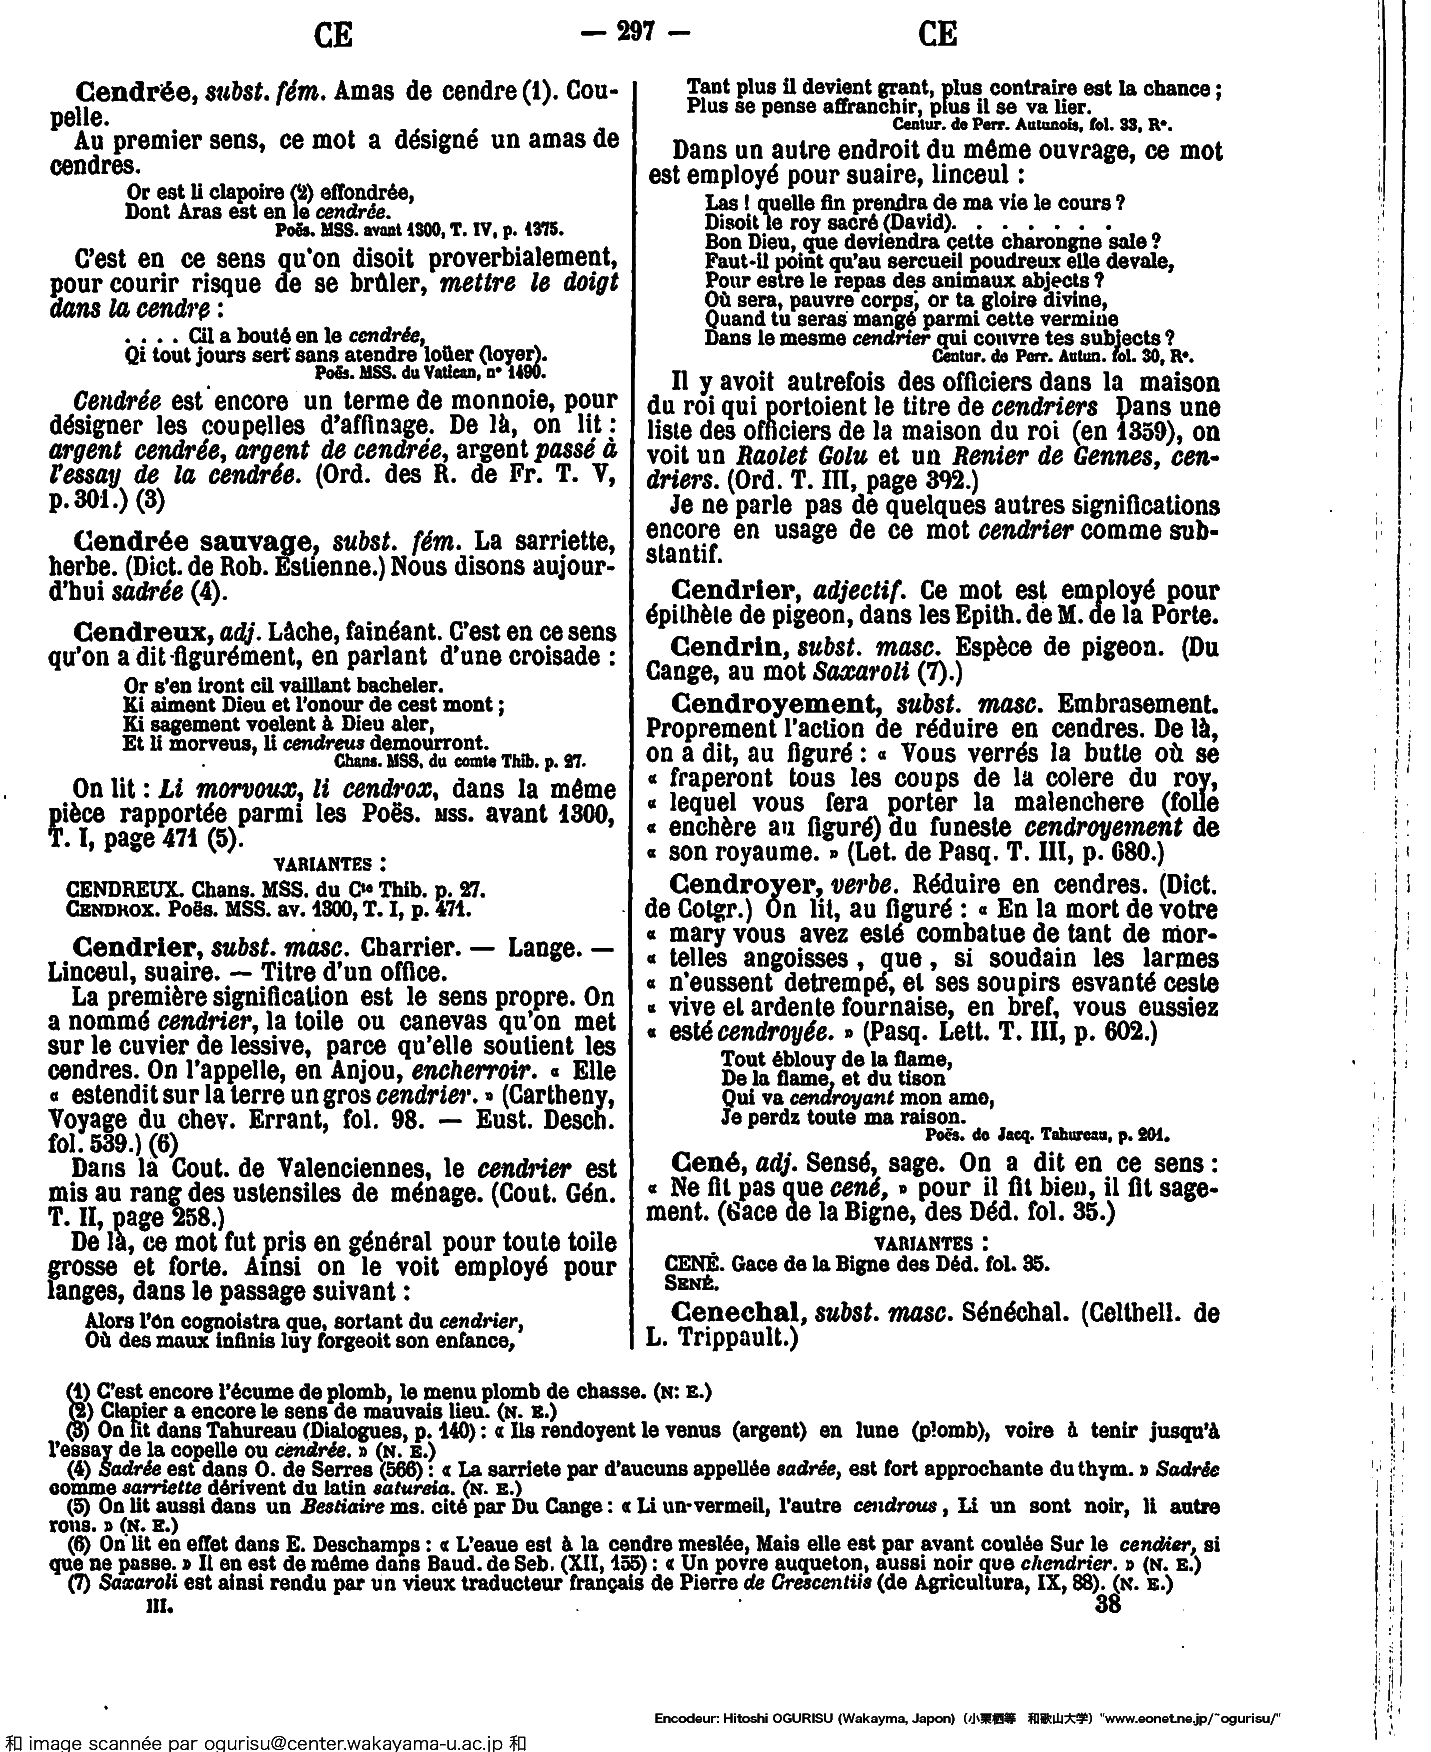 CE — 297 — CE
Cendrée, subst. fém. Amas de cendre (1). Cou-
pelle.
Au premier sens, ce mot a désigné un amas de
cendres.
Or est li clapoire (2) effondrée,
Dont Aras est en le cendrée.
Poës. MSS. avant 1300, T. IV, p. 1375.
C'est en ce sens qu'on disoit proverbialement,
pour courir risque de se brûler, mettre le doigt
dans la cendre :
. . . . Cil a bouté en le cendrée,
Qi tout jours sert sans atendre loüer (loyer).
Poës. MSS. du Vatican, n° 1490.
Cendrée est encore un terme de monnoie, pour
désigner les coupelles d'affinage. De là, on lit :
argent cendrée, argent de cendrée, argent passé à
l'essay de la cendrée. (Ord. des R. de Fr. T. V,
p. 301.) (3)
Cendrée sauvage, subst. fém. La sarriette,
herbe. (Dict. de Rob. Estienne.) Nous disons aujour-
d'hui sadrée (4).
Cendreux, adj. Lâche, fainéant. C'est en ce sens
qu'on a dit figurément, en parlant d'une croisade :
Or s'en iront cil vaillant bacheler.
Ki aiment Dieu et l'onour de cest mont ;
Ki sagement voelent à Dieu aler,
Et li morveus, li cendreus demourront.
Chans. MSS. du comte Thib. p. 27.
On lit : Li morvoux, li cendrox, dans la même
pièce rapportée parmi les Poës. MSS. avant 1300,
T. I, page 471 (5).
VARIANTES :
CENDREUX. Chans. MSS. du Cte Thib. p. 27.
CENDROX. Poës. MSS. av. 1300, T. I, p. 471.
Cendrier, subst. masc. Charrier. — Lange. —
Linceul, suaire. — Titre d'un office.
La première signification est le sens propre. On
a nommé cendrier, la toile ou canevas qu'on met
sur le cuvier de lessive, parce qu'elle soutient les
cendres. On l'appelle, en Anjou, encherroir. « Elle
« estendit sur la terre un gros cendrier. » (Cartheny,
Voyage du chev. Errant, fol. 98. — Eust. Desch.
fol. 539.) (6)
Dans la Cout. de Valenciennes, le cendrier est
mis au rang des ustensiles de ménage. (Cout. Gén.
T. II, page 258.)
De là, ce mot fut pris en général pour toute toile
grosse et forte. Ainsi on le voit employé pour
langes, dans le passage suivant :
Alors l'ôn cognoistra que, sortant du cendrier,
Où des maux infinis luy forgeoit son enfance,
Tant plus il devient grant, plus contraire est la chance ;
Plus se pense affranchir, plus il se va lier.
Centur. de Perr. Autunois, fol. 33, R°.
Dans un autre endroit du même ouvrage, ce mot
est employé pour suaire, linceul :
Las ! quelle fin prendra de ma vie le cours ?
Disoit le roy sacré (David). . . . . . .
Bon Dieu, que deviendra cette charongne sale ?
Faut-il point qu'au sercueil poudreux elle devale,
Pour estre le repas des animaux abjects ?
Où sera, pauvre corps, or ta gloire divine,
Quand tu seras mangé parmi cette vermine
Dans le mesme cendrier qui couvre tes subjects ?
Centur. de Perr. Autun. fol. 30, R°.
Il y avoit autrefois des officiers dans la maison
du roi qui portoient le titre de cendriers Dans une
liste des officiers de la maison du roi (en 1359), on
voit un Raolet Golu et un Renier de Gennes, cen-
driers. (Ord. T. III, page 392.)
Je ne parle pas de quelques autres significations
encore en usage de ce mot cendrier comme sub-
stantif.
Cendrier, adjectif. Ce mot est employé pour
épithète de pigeon, dans les Epith. de M. de la Porte.
Cendrin, subst. masc. Espèce de pigeon. (Du
Cange, au mot Saxaroli (7).)
Cendroyement, subst. masc. Embrasement.
Proprement l'action de réduire en cendres. De là,
on a dit, au figuré : « Vous verrés la butte où se
« fraperont tous les coups de la colere du roy,
« lequel vous fera porter la malenchere (folle
« enchère au figuré) du funeste cendroyement de
« son royaume. » (Let. de Pasq. T. III, p. 680.)
Cendroyer, verbe. Réduire en cendres. (Dict.
de Cotgr.) On lit, au figuré : « En la mort de votre
« mary vous avez esté combatue de tant de mor-
« telles angoisses, que, si soudain les larmes
« n'eussent detrempé, et ses soupirs esvanté ceste
« vive et ardente fournaise, en bref, vous eussiez
« esté cendroyée. » (Pasq. Lett. T. III, p. 602.)
Tout éblouy de la flame,
De la flame, et du tison
Qui va cendroyant mon ame,
Je perdz toute ma raison.
Poës. de Jacq. Tahureau, p. 201.
Cené, adj. Sensé, sage. On a dit en ce sens :
« Ne fit pas que cené, » pour il fit bien, il fit sage-
ment. (Gace de la Bigne, des Déd. fol. 35.)
VARIANTES :
CENÉ. Gace de la Bigne des Déd. fol. 35.
SENÉ.
Cenechal, subst. masc. Sénéchal. (Celthell. de
L. Trippault.)
(1) C'est encore l'écume de plomb, le menu plomb de chasse. (N: E.)
(2) Clapier a encore le sens de mauvais lieu. (N. E.)
(3) On lit dans Tahureau (Dialogues, p. 140) : « Ils rendoyent le venus (argent) en lune (plomb), voire à tenir jusqu'à
l'essay de la copelle ou cendrée. » (N. E.)
(4) Sadrée est dans O. de Serres (566) : « La sarriete par d'aucuns appellée sadrée, est fort approchante du thym. » Sadrée
comme sarriette dérivent du latin satureia. (N. E.)
(5) On lit aussi dans un Bestiaire ms. cité par Du Cange : « Li un vermeil, l'autre cendrous, Li un sont noir, li autre
rous. » (N. E.)
(6) On lit en effet dans E. Deschamps : « L'eaue est à la cendre meslée, Mais elle est par avant coulée Sur le cendier, si
que ne passe. » Il en est de même dans Baud. de Seb. (XII, 155) : « Un povre auqueton, aussi noir que chendrier. » (N. E.)
(7) Saxaroli est ainsi rendu par un vieux traducteur français de Pierre de Crescentiis (de Agricultura, IX, 88). (N. E.)
III. 38
Encodeur: Hitoshi OGURISU (Wakayma, Japon) (小栗栖等 和歌山大学) "www.eonet.ne.jp/~ogurisu/"
和 image scannée par ogurisu@center.wakayama-u.ac.jp 和